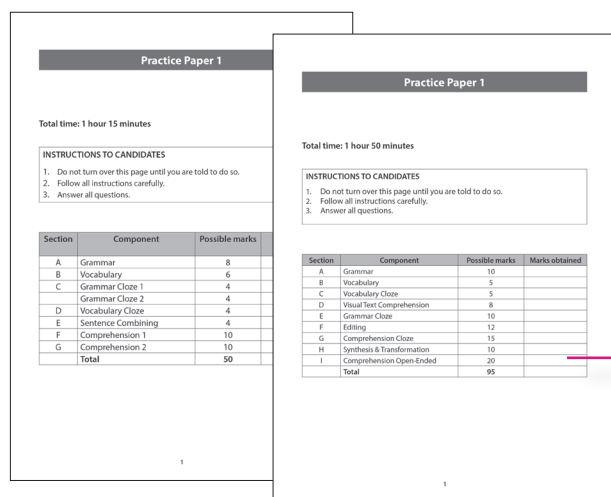 Practice Paper 1
Total time: 1 hour 15 minutes
INSTRUCTIONS TO CANDIDATES
1. Do not turn over this page until you are told to do so.
2. Follow all instructions carefully.
3. Answer all questions.
Section Component Possible marks
A Grammar 8
B Vocabulary 6
C Grammar Cloze 1 4
Grammar Cloze 2 4
D Vocabulary Cloze 4
E Sentence Combining 4
F Comprehension 1 10
G Comprehension 2 10
Total 50
1
Practice Paper 1
Total time: 1 hour 50 minutes
INSTRUCTIONS TO CANDIDATES
1. Do not turn over this page until you are told to do so.
2. Follow all instructions carefully.
3. Answer all questions.
Section Component Possible marks Marks obtained
A Grammar 10
B Vocabulary 5
C Vocabulary Cloze 5
D Visual Text Comprehension 8
E Grammar Cloze 10
F Editing 12
G Comprehension Cloze 15
H Synthesis & Transformation 10
I Comprehension Open-Ended 20
Total 95
1